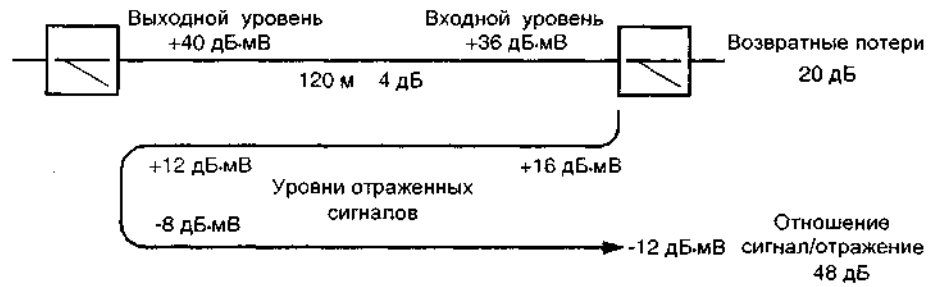 Выходной уровень
+40 дБ·мВ
Входной уровень
+36 дБ·мВ
Возвратные потери
20 дБ
120 м 4 дБ
+12 дБ·мВ
+16 дБ·мВ
Уровни отраженных
сигналов
-8 дБ·мВ
-12 дБ·мВ
Отношение
сигнал/отражение
48 дБ